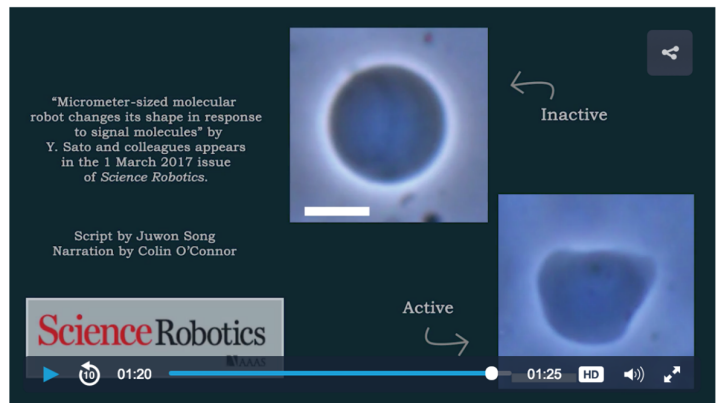 "Micrometer-sized molecular
robot changes its shape in response
to signal molecules" by
Y. Sato and colleagues appears
in the 1 March 2017 issue
of Science Robotics.
Script by Juwon Song
Narration by Colin O'Connor
Inactive
Active
Science Robotics
AAAS
10
01:20
01:25
HD